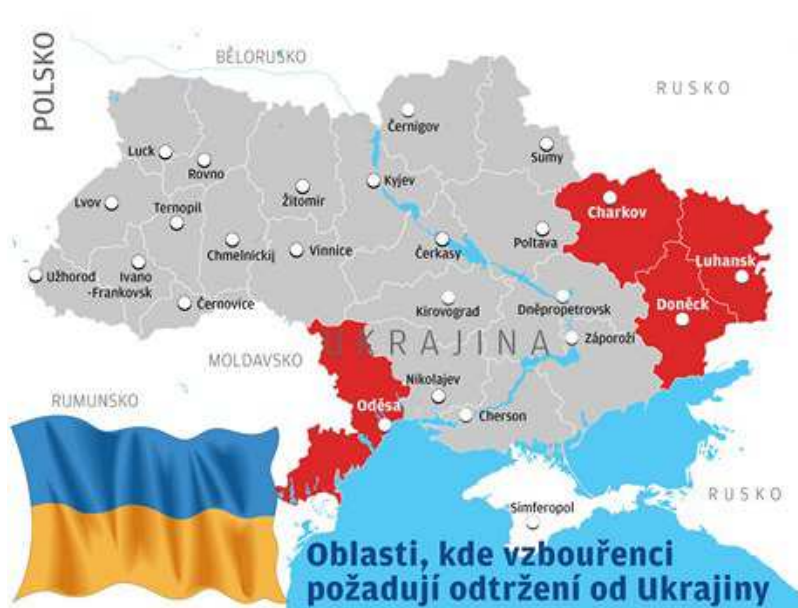 POLSKO
BĚLORUSKO
RUSKO
Černigov
Luck
Rovno
Sumy
Kyjev
Žitomir
Lvov
Ternopil
Charkov
Chmelnickij
Vinnice
Čerkasy
Poltava
Luhansk
Užhorod
Ivano
-Frankovsk
Černovice
Kirovograd
Dněpropetrovsk
Doněck
UKRAJINA
Záporoží
MOLDAVSKO
Nikolajev
RUMUNSKO
Oděsa
Cherson
RUSKO
Simferopol
Oblasti, kde vzbouřenci
požadují odtržení od Ukrajiny